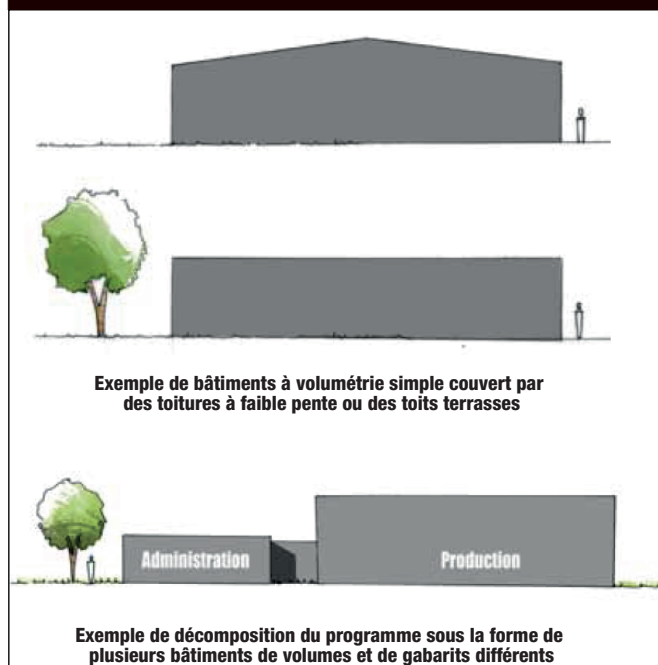 Exemple de bâtiments à volumétrie simple couvert par
des toitures à faible pente ou des toits terrasses
Administration
Production
Exemple de décomposition du programme sous la forme de
plusieurs bâtiments de volumes et de gabarits différents